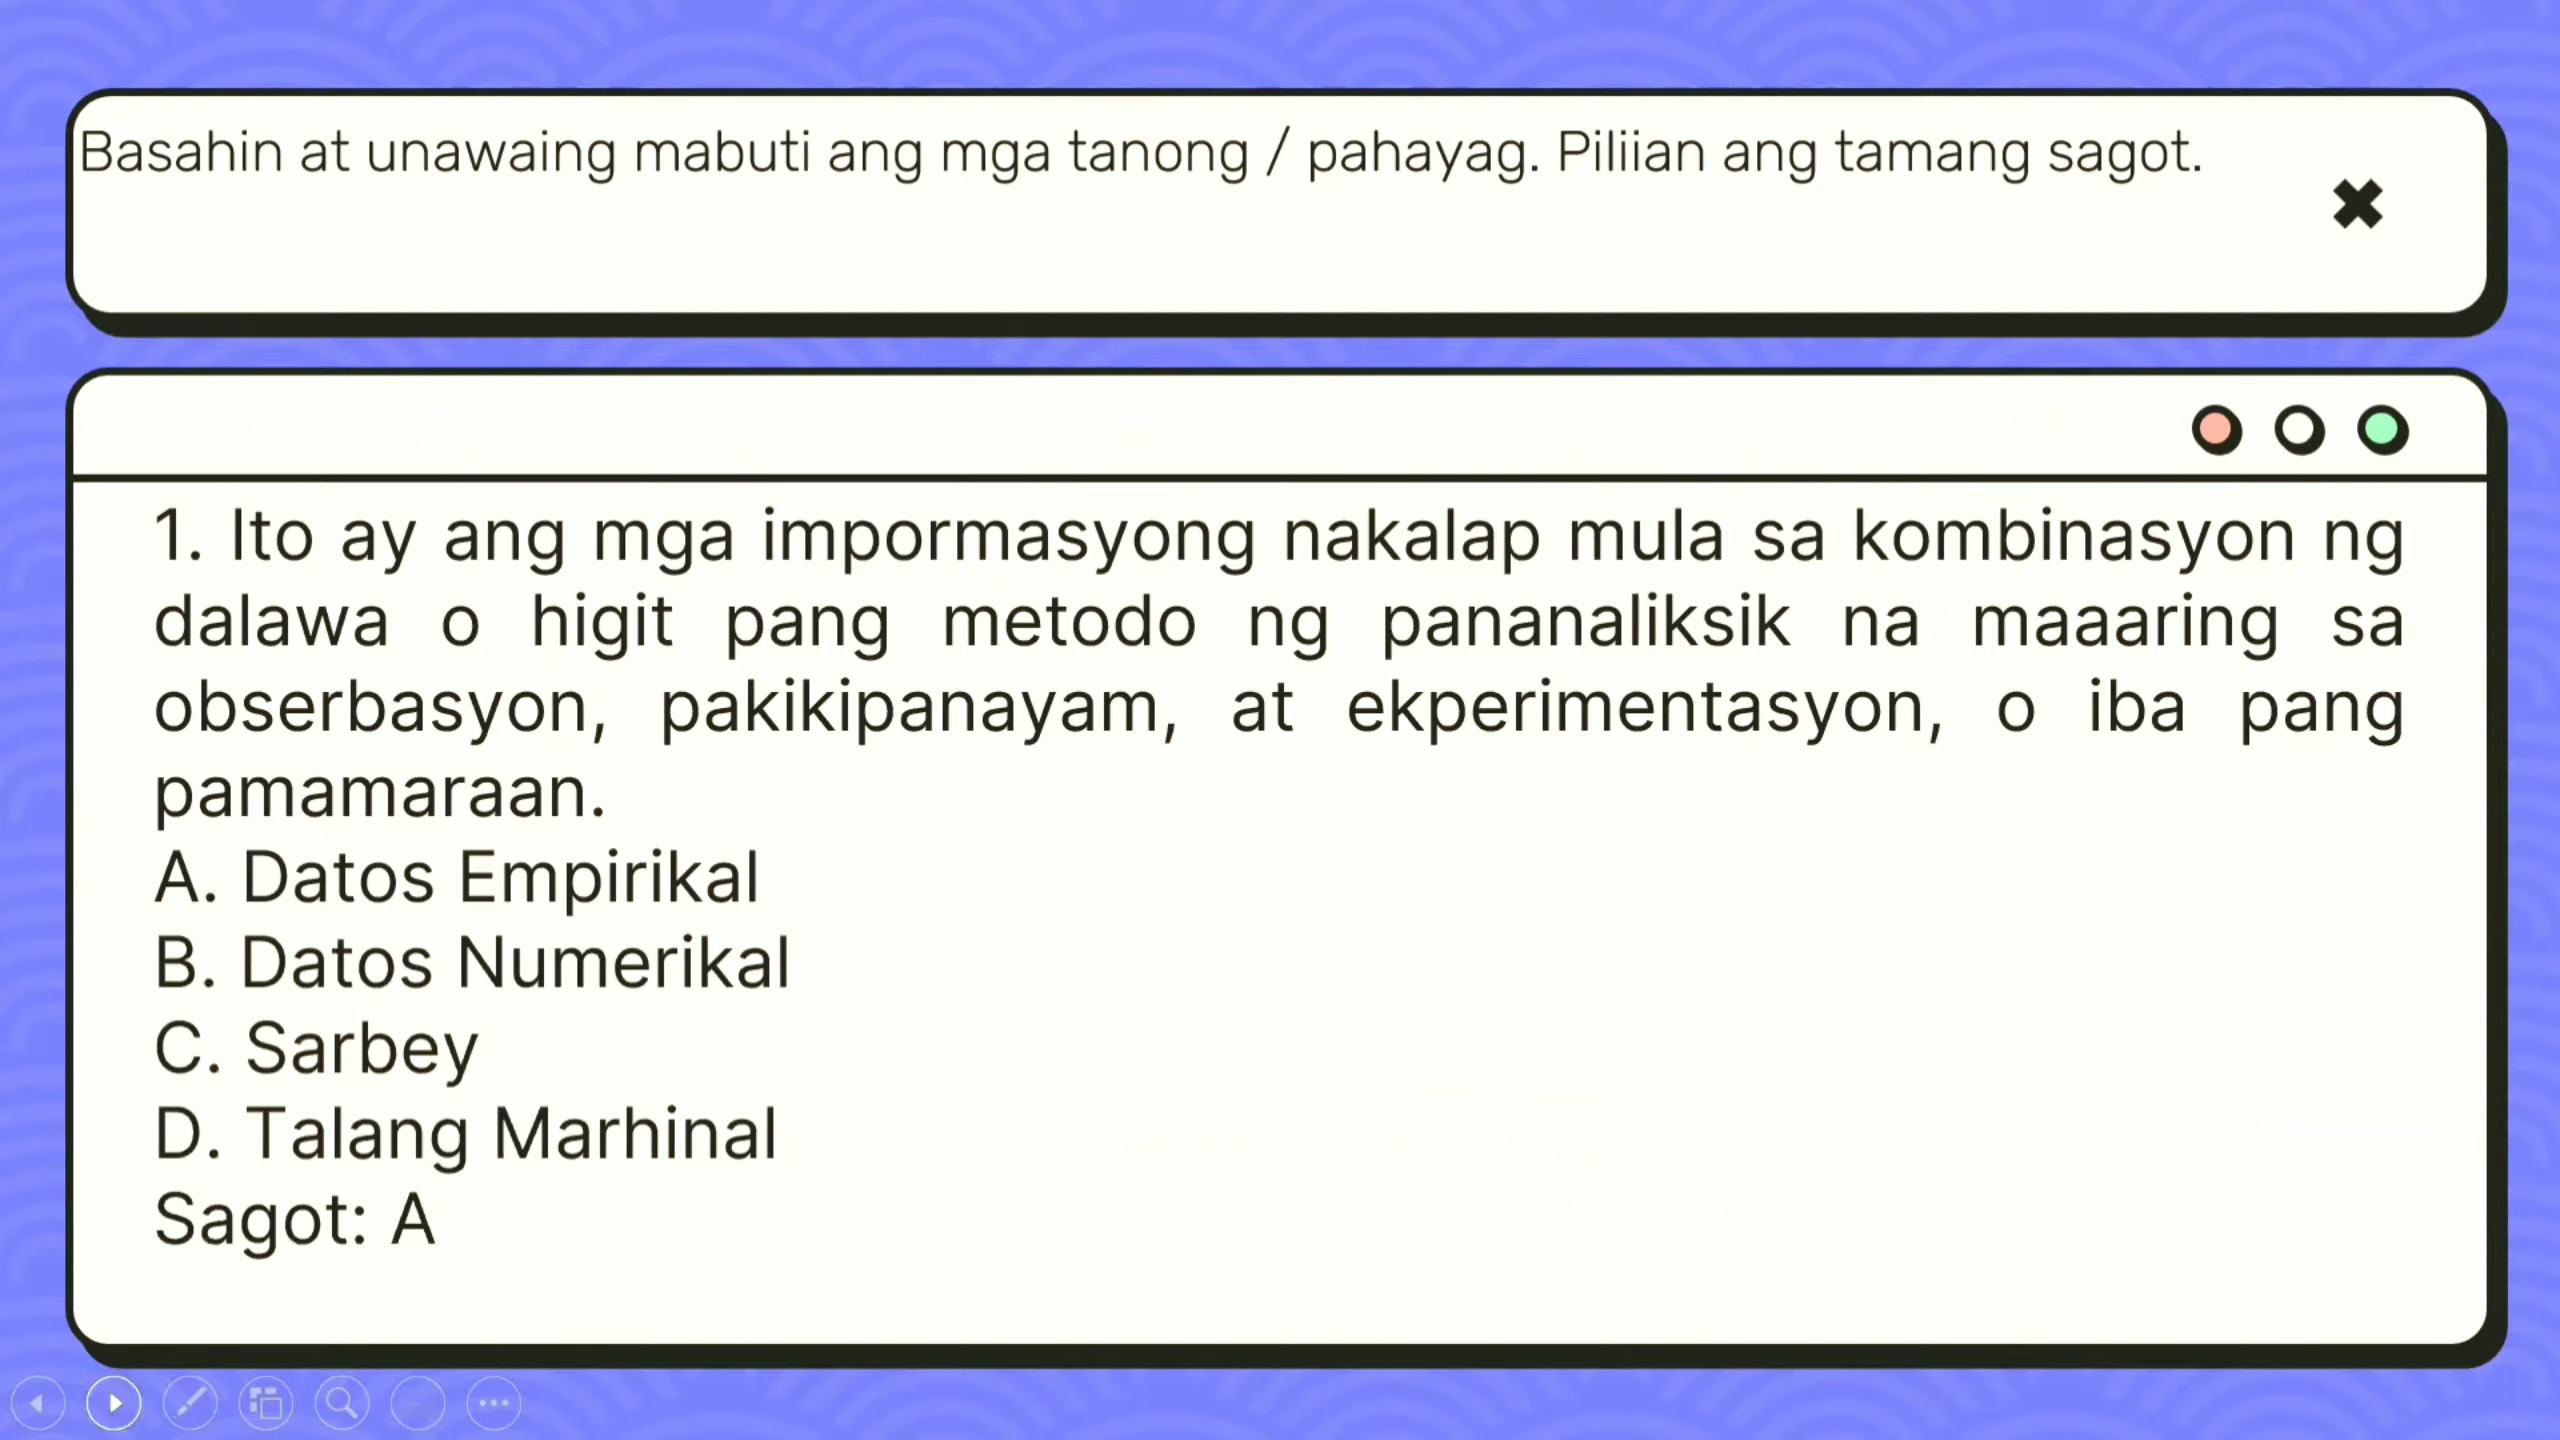 Basahin at unawaing mabuti ang mga tanong / pahayag. Piliian ang tamang sagot.
1. Ito ay ang mga impormasyong nakalap mula sa kombinasyon ng
dalawa o higit pang metodo ng pananaliksik na maaaring sa
obserbasyon, pakikipanayam, at ekperimentasyon, o iba pang
pamamaraan.
A. Datos Empirikal
B. Datos Numerikal
C. Sarbey
D. Talang Marhinal
Sagot: A